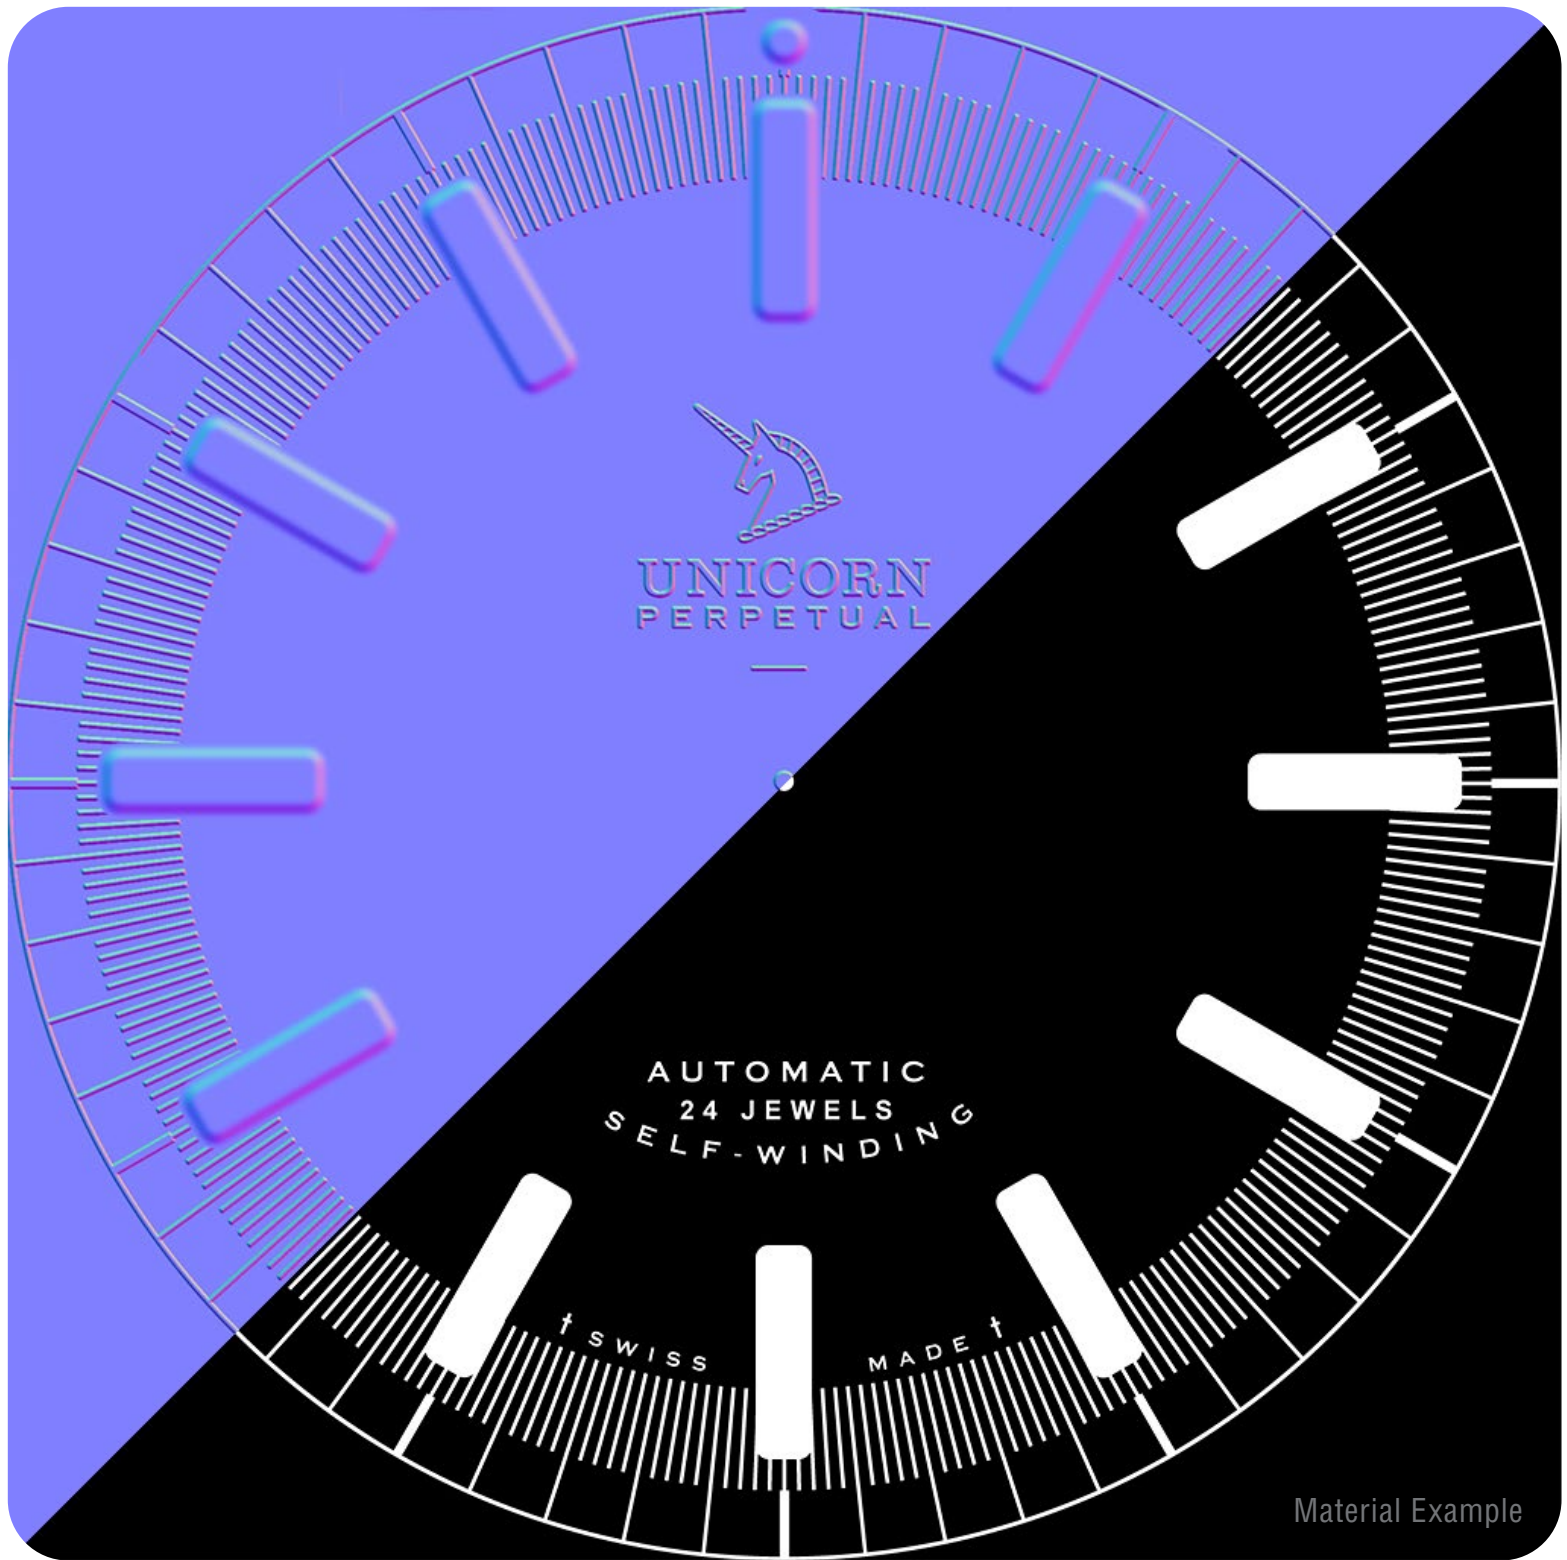 UNICORN
PERPETUAL
AUTOMATIC
24 JEWELS
SELF-WINDING
† SWISS MADE †
Material Example